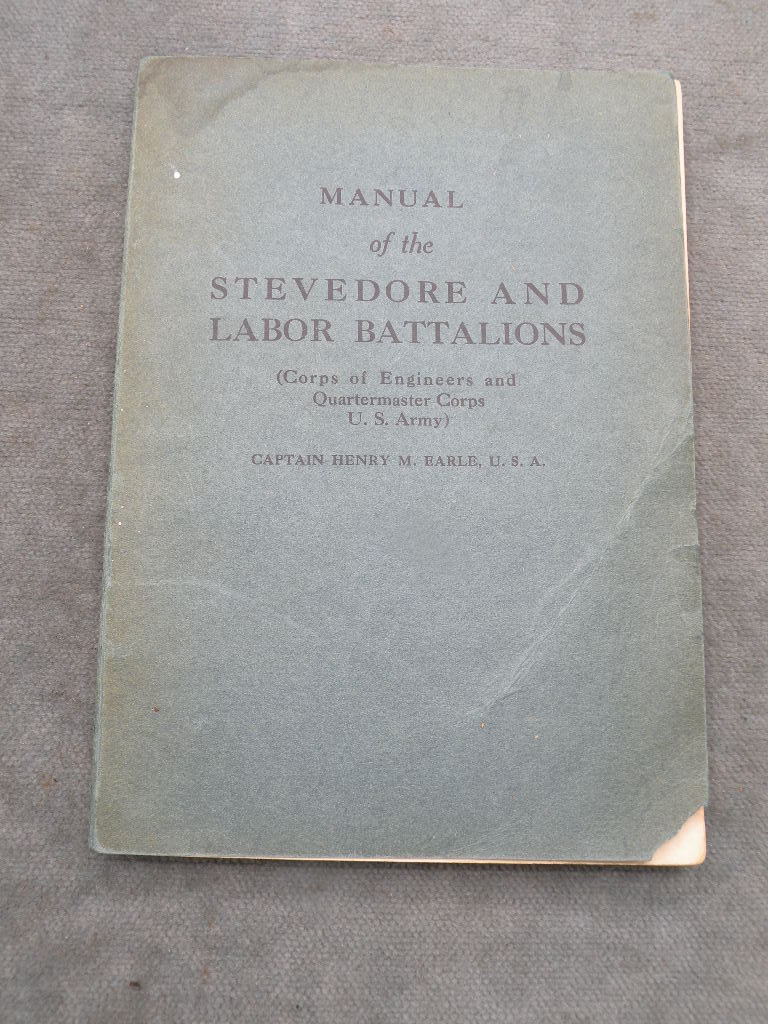 MANUAL
of the
STEVEDORE AND
LABOR BATTALIONS
(Corps of Engineers and
Quartermaster Corps
U. S. Army)
CAPTAIN HENRY M. EARLE, U. S. A.